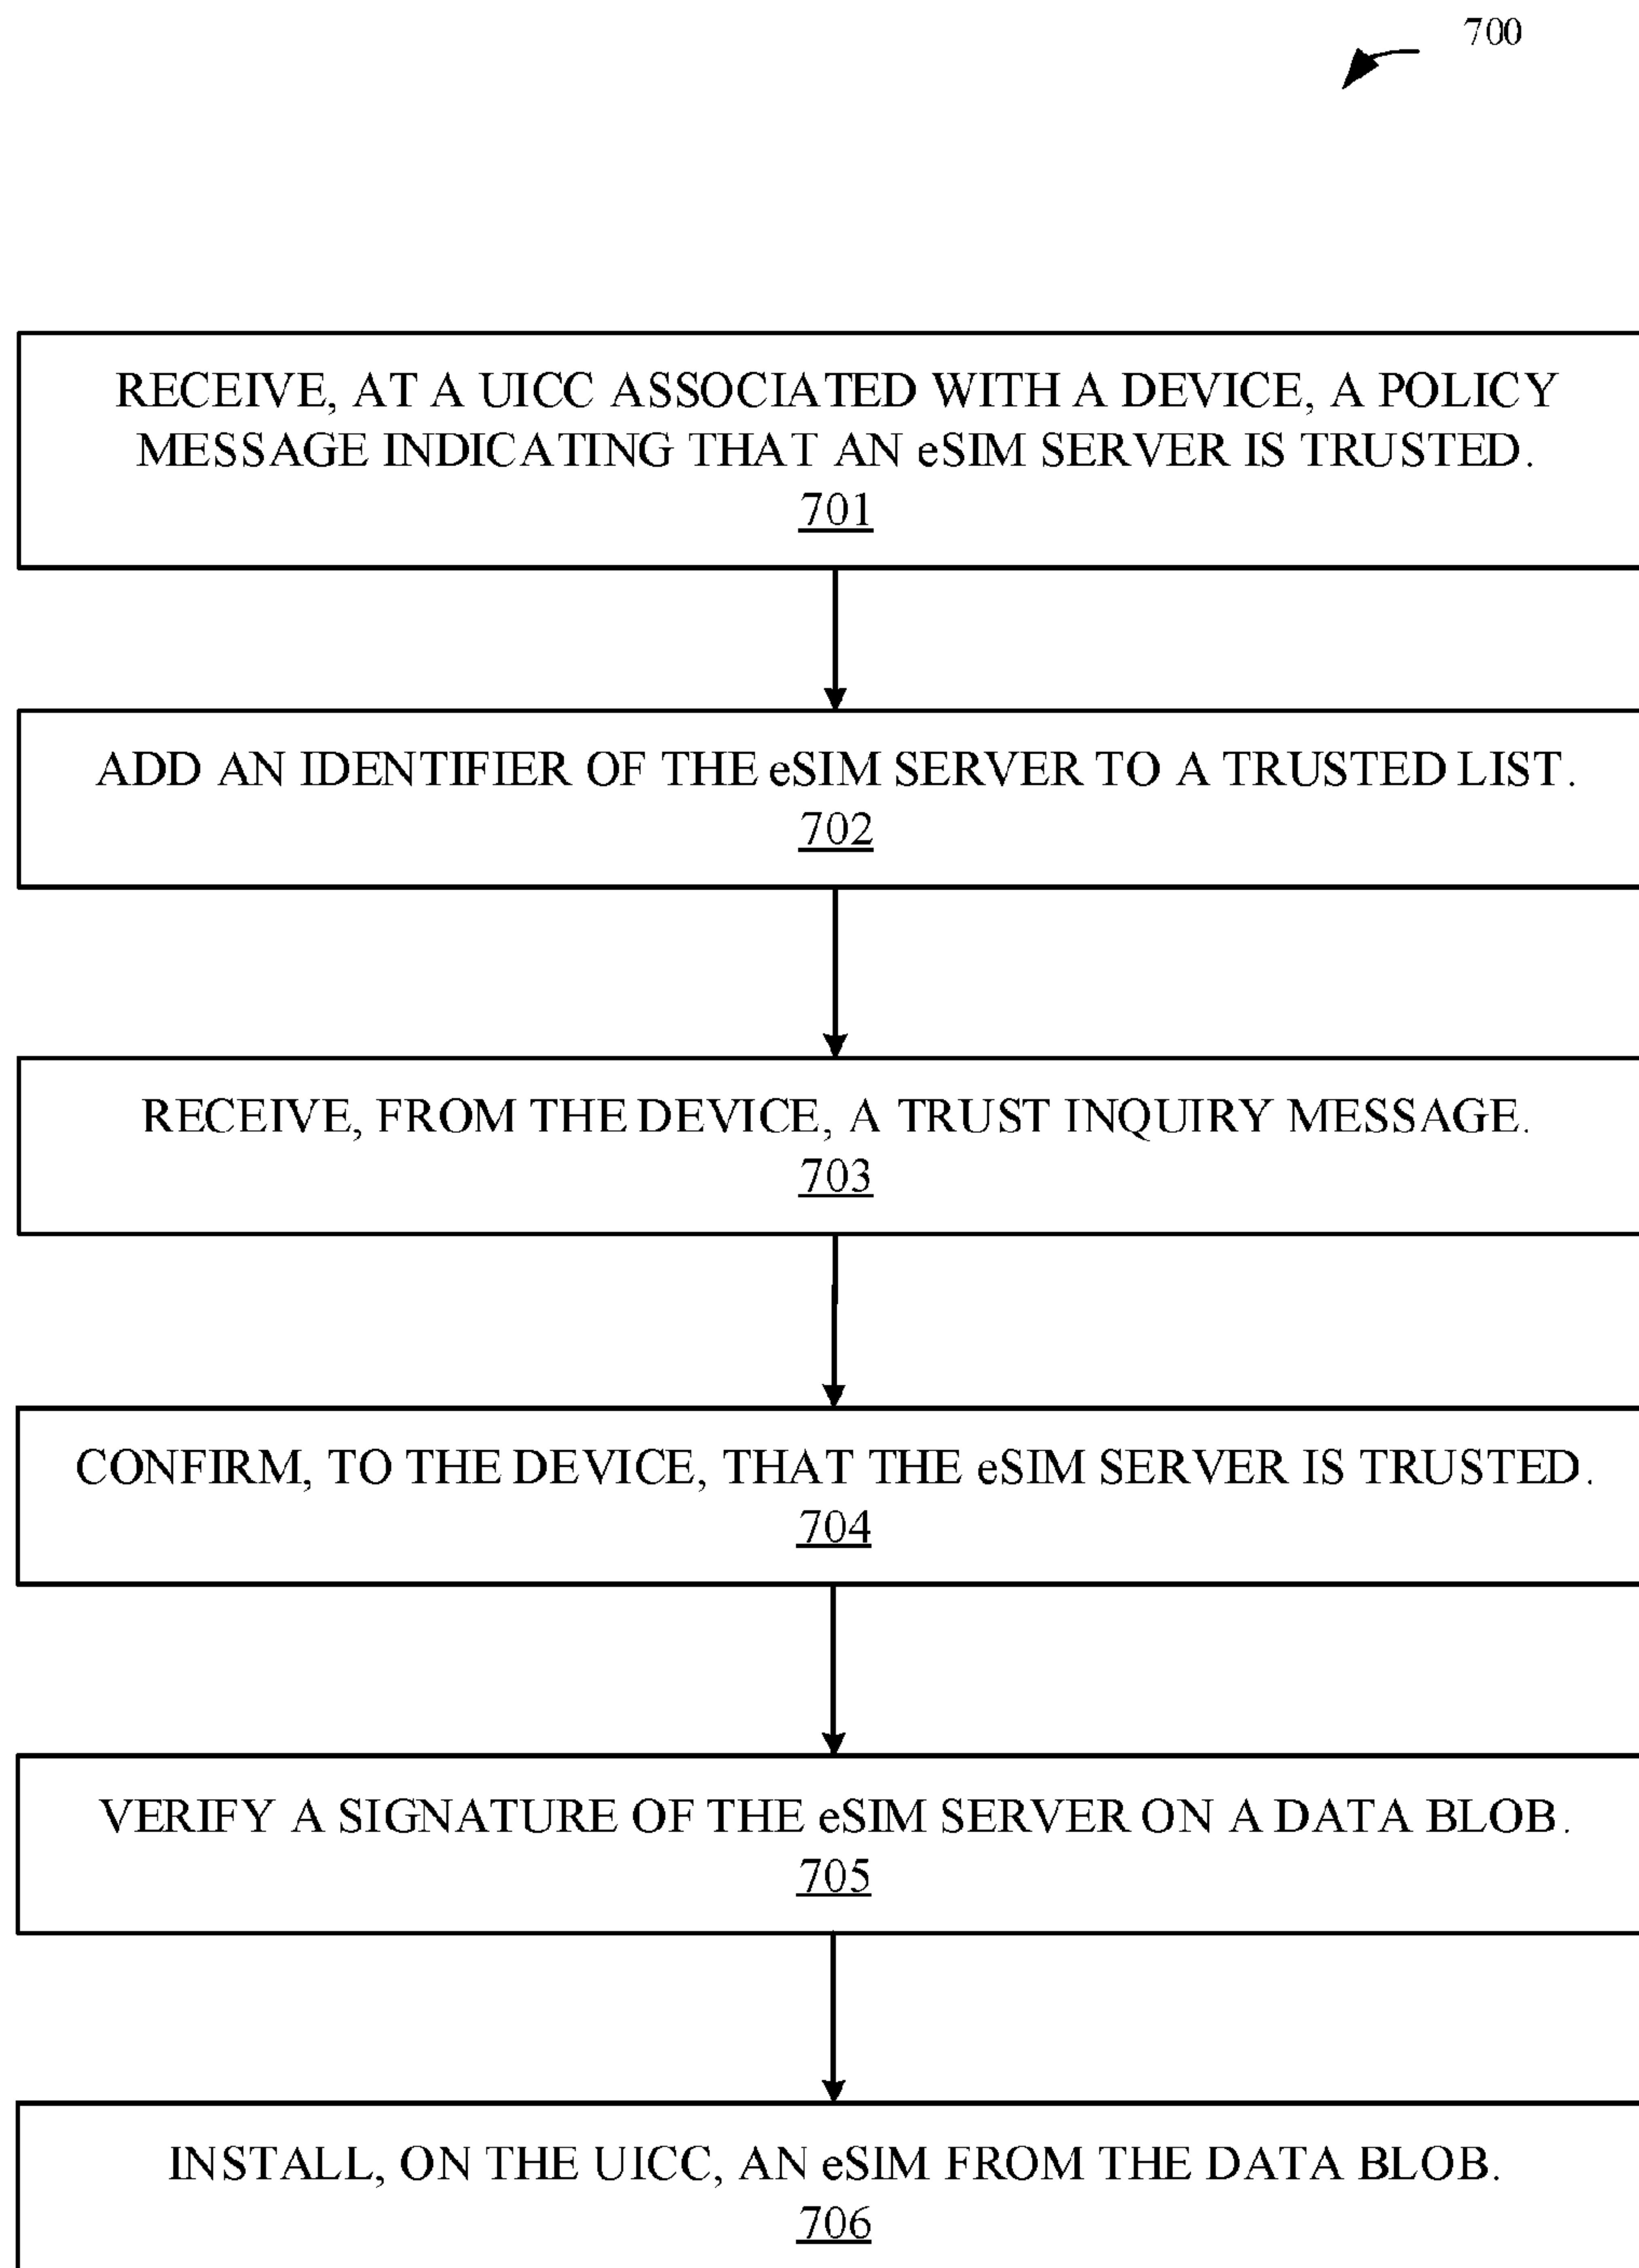 700
RECEIVE, AT A UICC ASSOCIATED WITH A DEVICE, A POLICY
MESSAGE INDICATING THAT AN eSIM SERVER IS TRUSTED.
701
ADD AN IDENTIFIER OF THE eSIM SERVER TO A TRUSTED LIST.
702
RECEIVE, FROM THE DEVICE, A TRUST INQUIRY MESSAGE.
703
CONFIRM, TO THE DEVICE, THAT THE eSIM SERVER IS TRUSTED.
704
VERIFY A SIGNATURE OF THE eSIM SERVER ON A DATA BLOB.
705
INSTALL, ON THE UICC, AN eSIM FROM THE DATA BLOB.
706